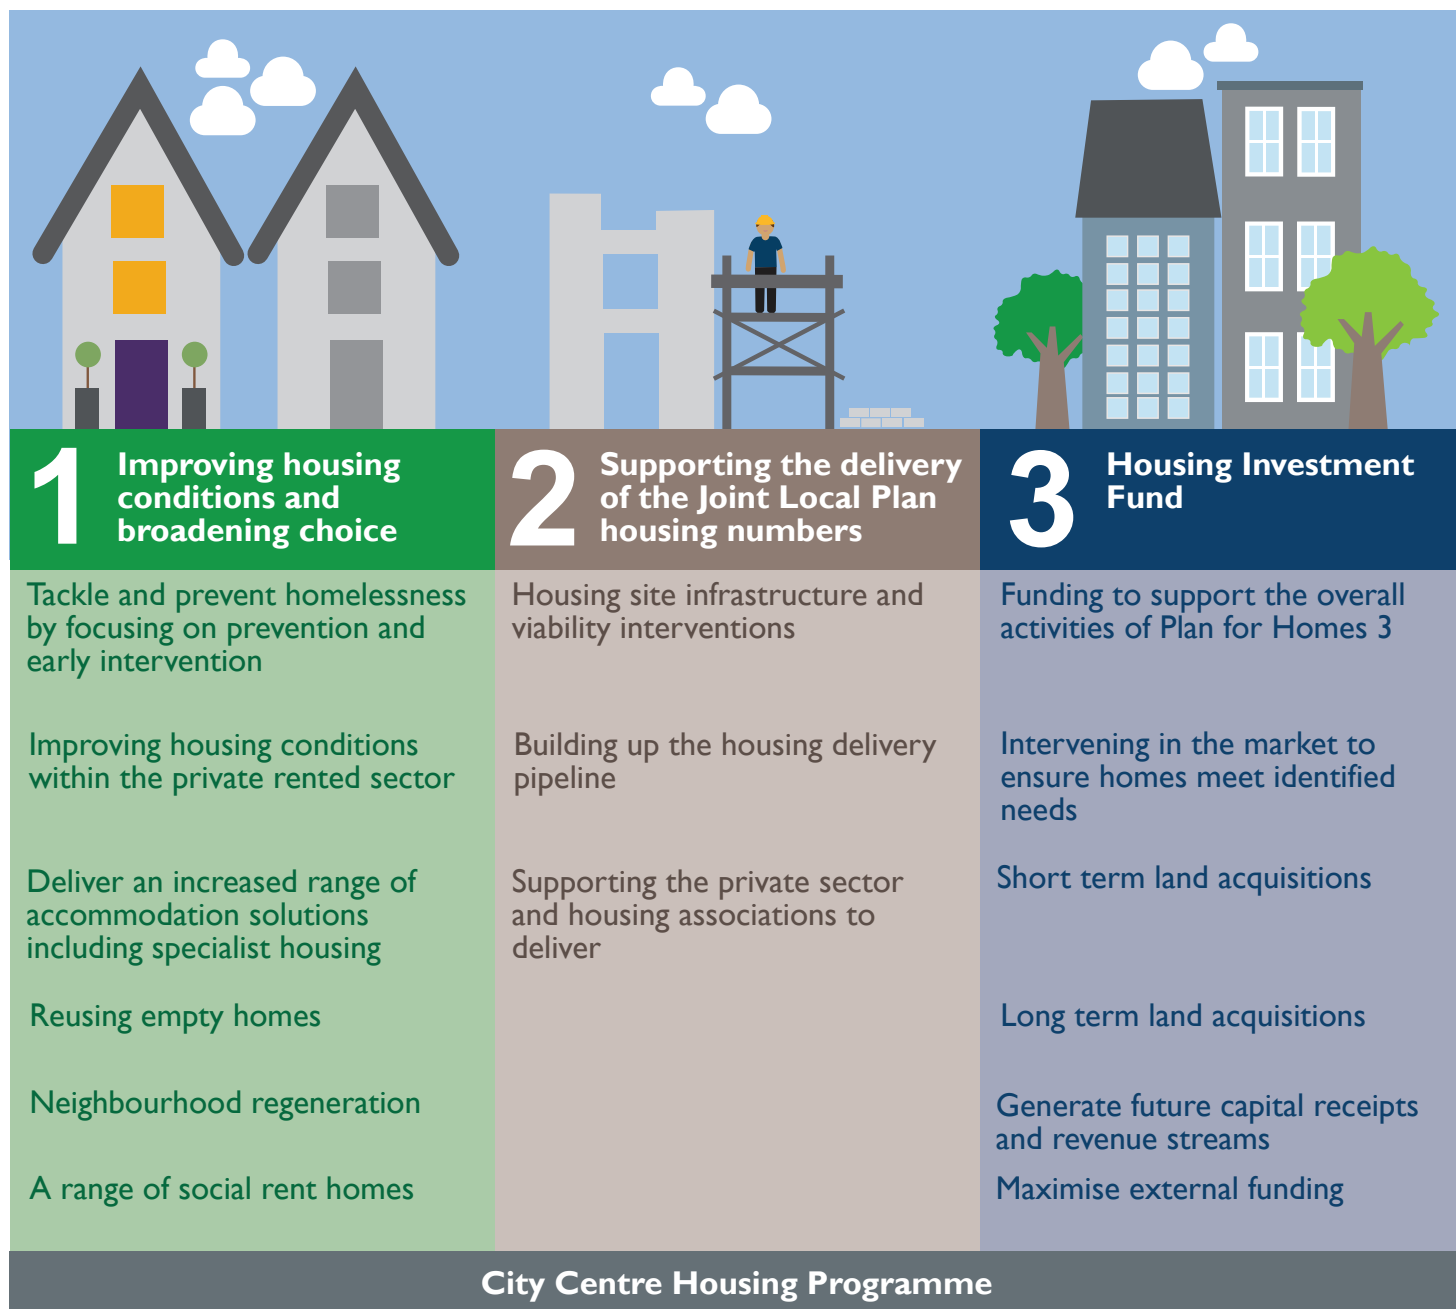 1
Improving housing
conditions and
broadening choice
Tackle and prevent homelessness
by focusing on prevention and
early intervention
Improving housing conditions
within the private rented sector
Deliver an increased range of
accommodation solutions
including specialist housing
Reusing empty homes
Neighbourhood regeneration
A range of social rent homes
2
Supporting the delivery
of the Joint Local Plan
housing numbers
Housing site infrastructure and
viability interventions
Building up the housing delivery
pipeline
Supporting the private sector
and housing associations to
deliver
3
Housing Investment
Fund
Funding to support the overall
activities of Plan for Homes 3
Intervening in the market to
ensure homes meet identified
needs
Short term land acquisitions
Long term land acquisitions
Generate future capital receipts
and revenue streams
Maximise external funding
City Centre Housing Programme